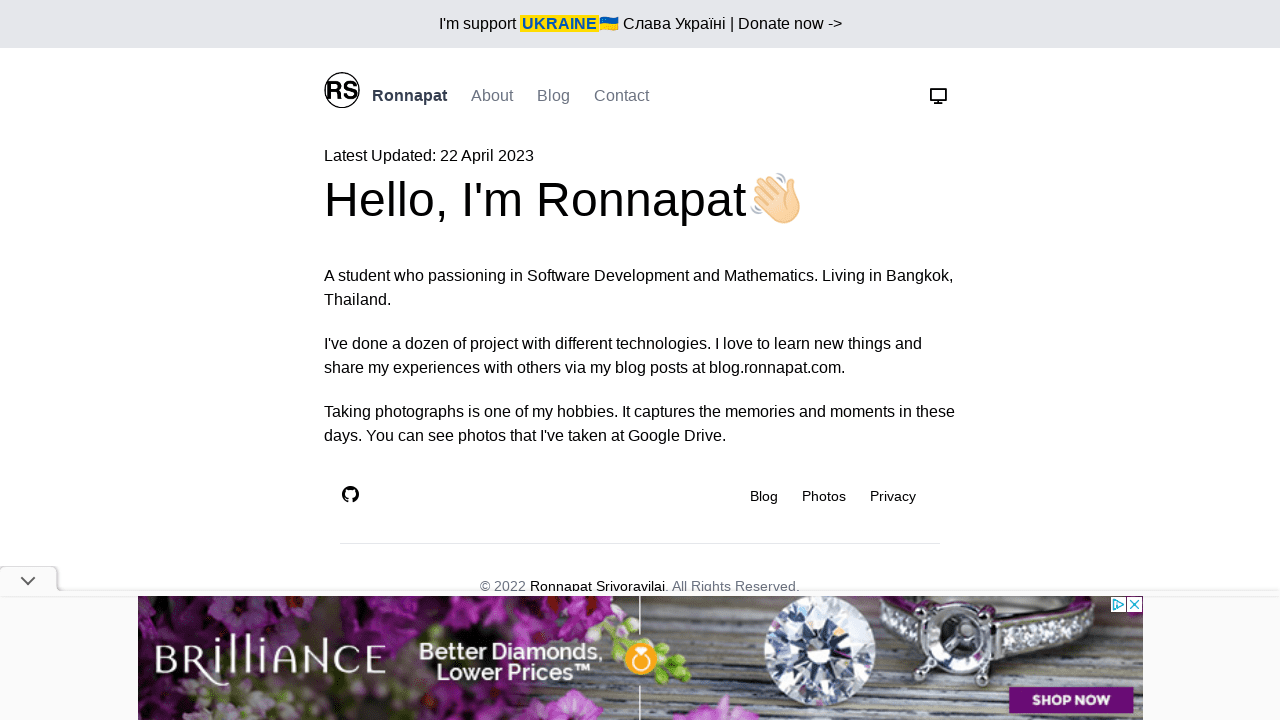 I'm support UKRAINE🇺🇦 Слава Україні | Donate now ->
RS
Ronnapat About Blog Contact
Latest Updated: 22 April 2023
Hello, I'm Ronnapat👋🏻
A student who passioning in Software Development and Mathematics. Living in Bangkok,
Thailand.
I've done a dozen of project with different technologies. I love to learn new things and
share my experiences with others via my blog posts at blog.ronnapat.com.
Taking photographs is one of my hobbies. It captures the memories and moments in these
days. You can see photos that I've taken at Google Drive.
Blog Photos Privacy
© 2022 Ronnapat Srivoravilai. All Rights Reserved.
BRILLIANCE
Better Diamonds,
Lower Prices™
SHOP NOW